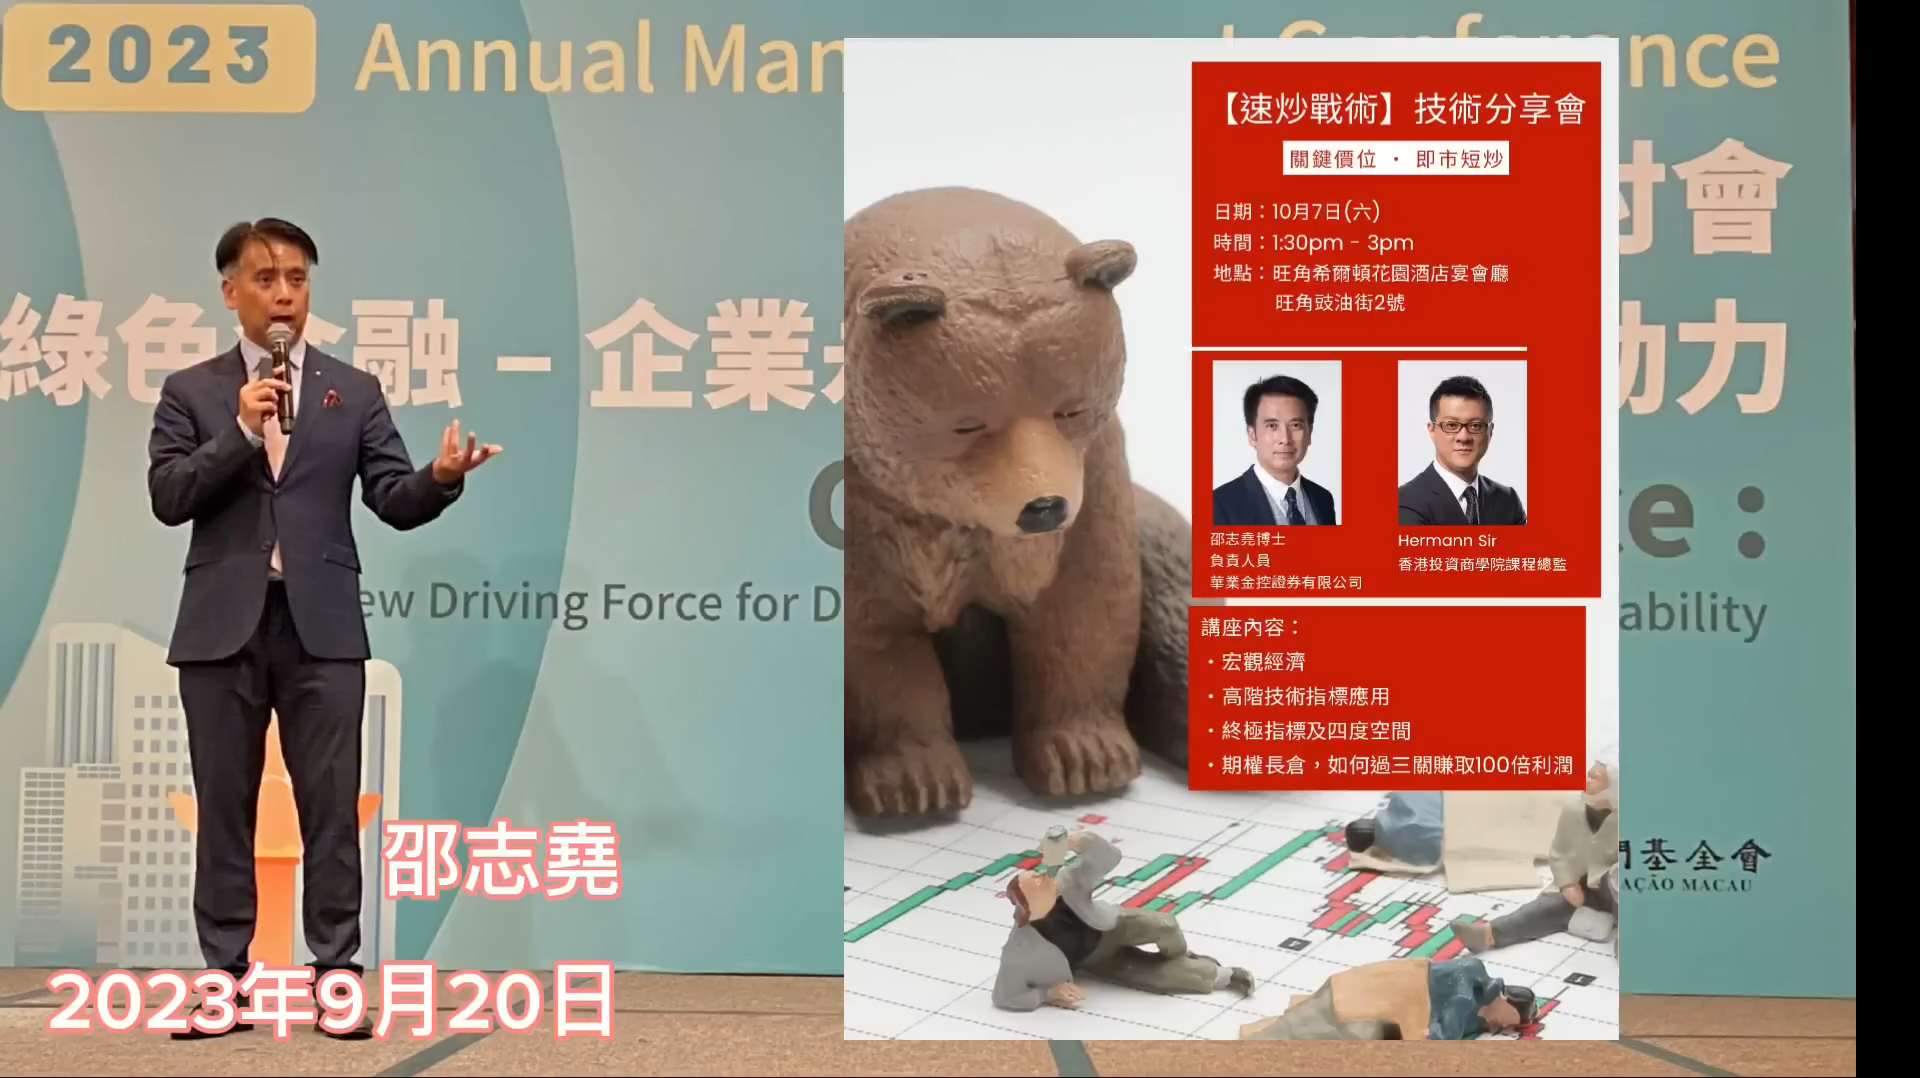 2023 Annual Man
nce
討會
綠色金融 – 企業
動力
e :
ew Driving Force for D
ability
門基金會
AÇÃO MACAU
邵志堯
2023年9月20日
【速炒戰術】技術分享會
關鍵價位 · 即市短炒
日期：10月7日(六)
時間：1:30pm - 3pm
地點：旺角希爾頓花園酒店宴會廳
旺角豉油街2號
邵志堯博士
負責人員
華業金控證券有限公司
Hermann Sir
香港投資商學院課程總監
講座內容：
·宏觀經濟
·高階技術指標應用
·終極指標及四度空間
·期權長倉，如何過三關賺取100倍利潤